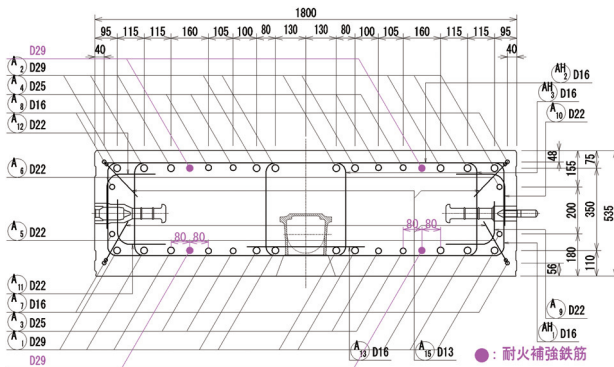 1800
95 115 115 160 105 100 80 130 130 80 100 105 160 115 115 95
40
40
D29
A2 D29
A4 D25
A8 D16
A12 D22
A6 D22
A5 D22
A11 D22
A7 D16
A3 D25
A1 D29
D29
AH2 D16
AH3 D16
A10 D22
48
155
75
200
350
535
180
110
56
80 80
80 80
A9 D22
AH1 D16
A13 D16
A15 D13
●：耐火補強鉄筋